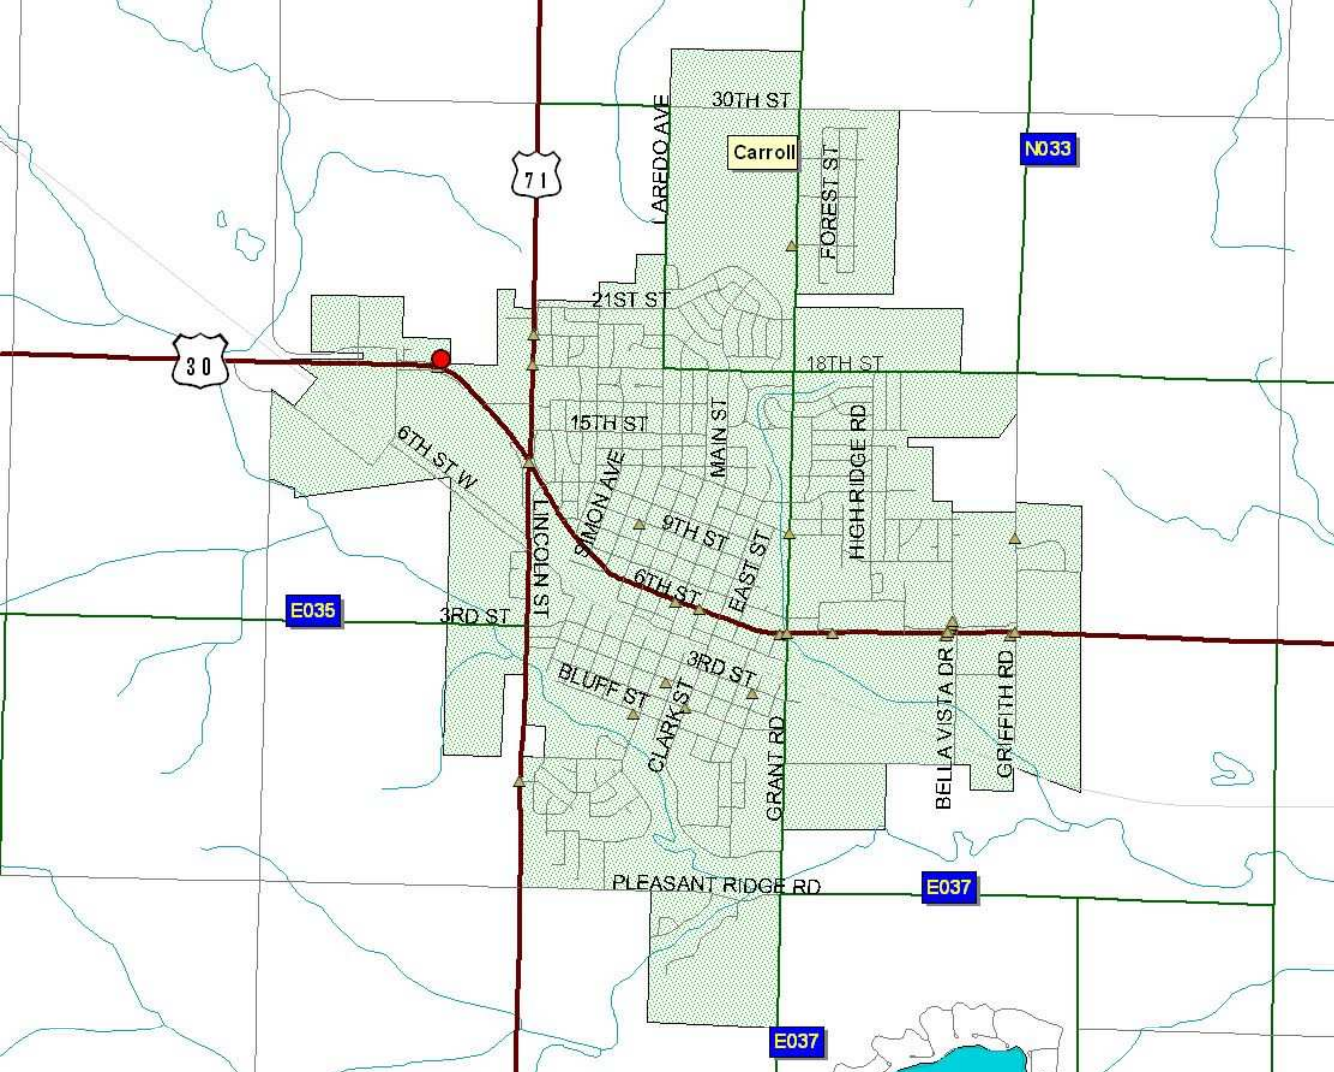 30TH ST
LAREDO AVE
Carroll
FOREST ST
N033
71
21ST ST
30
18TH ST
15TH ST
MAIN ST
HIGH RIDGE RD
6TH ST W
SIMON AVE
9TH ST
LINCOLN ST
EAST ST
6TH ST
E035
3RD ST
3RD ST
BLUFF ST
CLARK ST
GRANT RD
BELLA VISTA DR
GRIFFITH RD
PLEASANT RIDGE RD
E037
E037